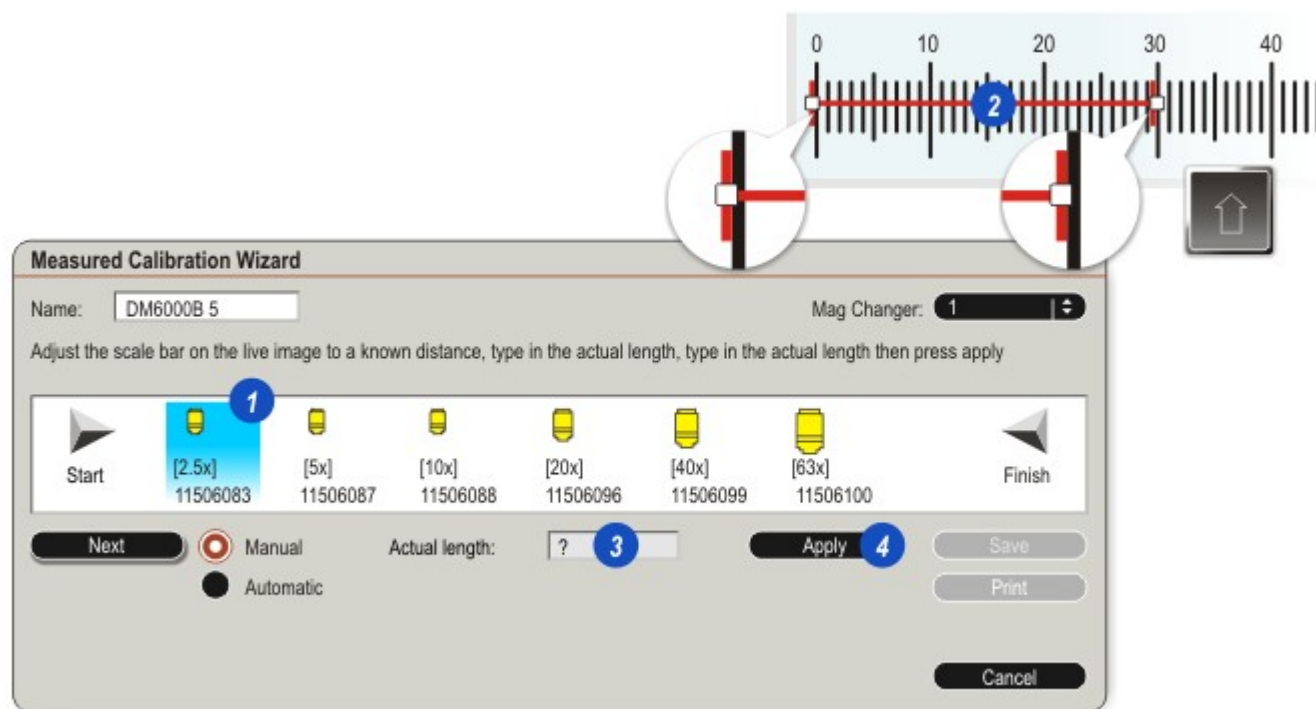 0 10 20 30 40
2
Measured Calibration Wizard
Name: DM6000B 5 Mag Changer: 1
Adjust the scale bar on the live image to a known distance, type in the actual length, type in the actual length then press apply
1
Start [2.5x] [5x] [10x] [20x] [40x] [63x] Finish
11506083 11506087 11506088 11506096 11506099 11506100
Next Manual Actual length: ? 3 Apply 4 Save
Automatic Print
Cancel